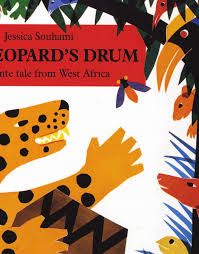 Jessica Souhami
EOPARD'S DRUM
nte tale from West Africa